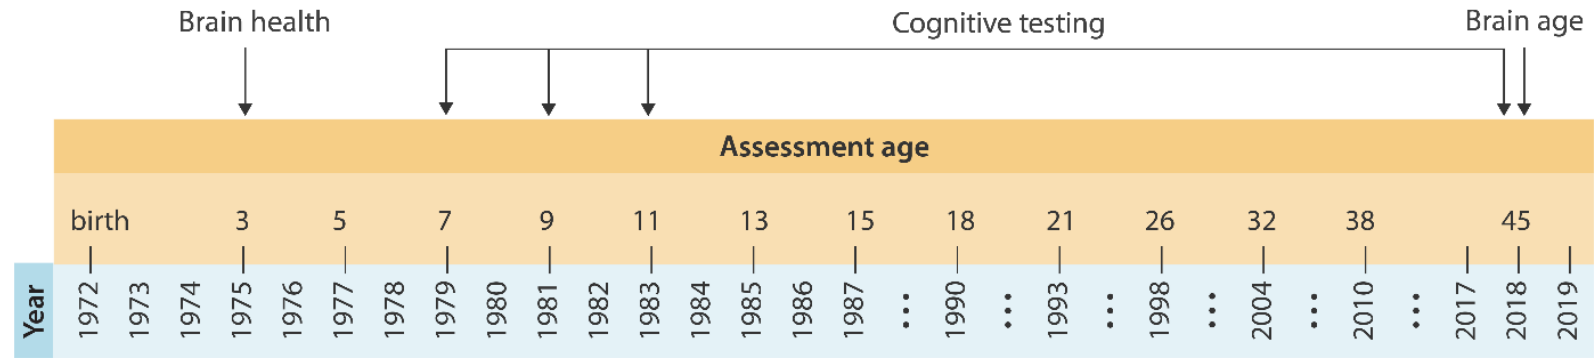 Brain health Cognitive testing Brain age
Assessment age
birth 3 5 7 9 11 13 15 18 21 26 32 38 45
Year 1972 1973 1974 1975 1976 1977 1978 1979 1980 1981 1982 1983 1984 1985 1986 1987 ... 1990 ... 1993 ... 1998 ... 2004 ... 2010 ... 2017 2018 2019